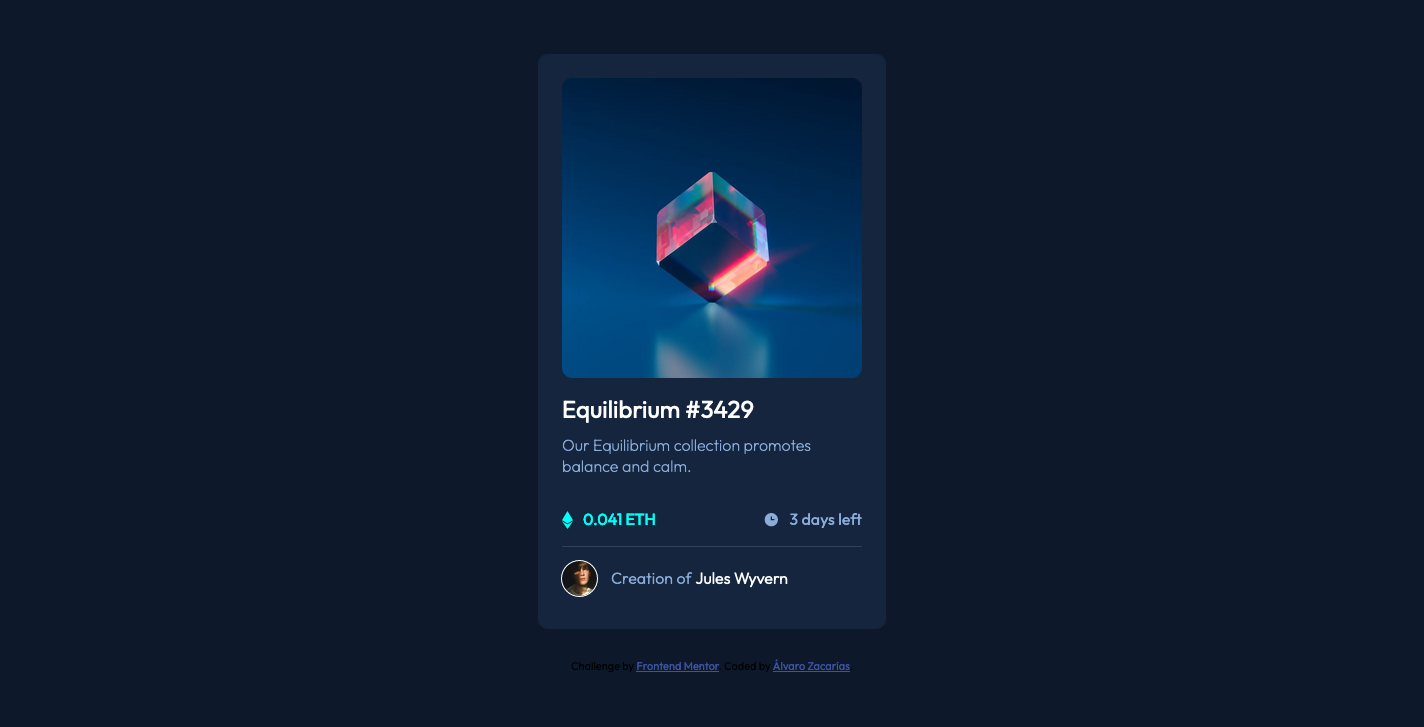 Equilibrium #3429
Our Equilibrium collection promotes
balance and calm.
0.041 ETH
3 days left
Creation of Jules Wyvern
Challenge by Frontend Mentor. Coded by Álvaro Zacarías.